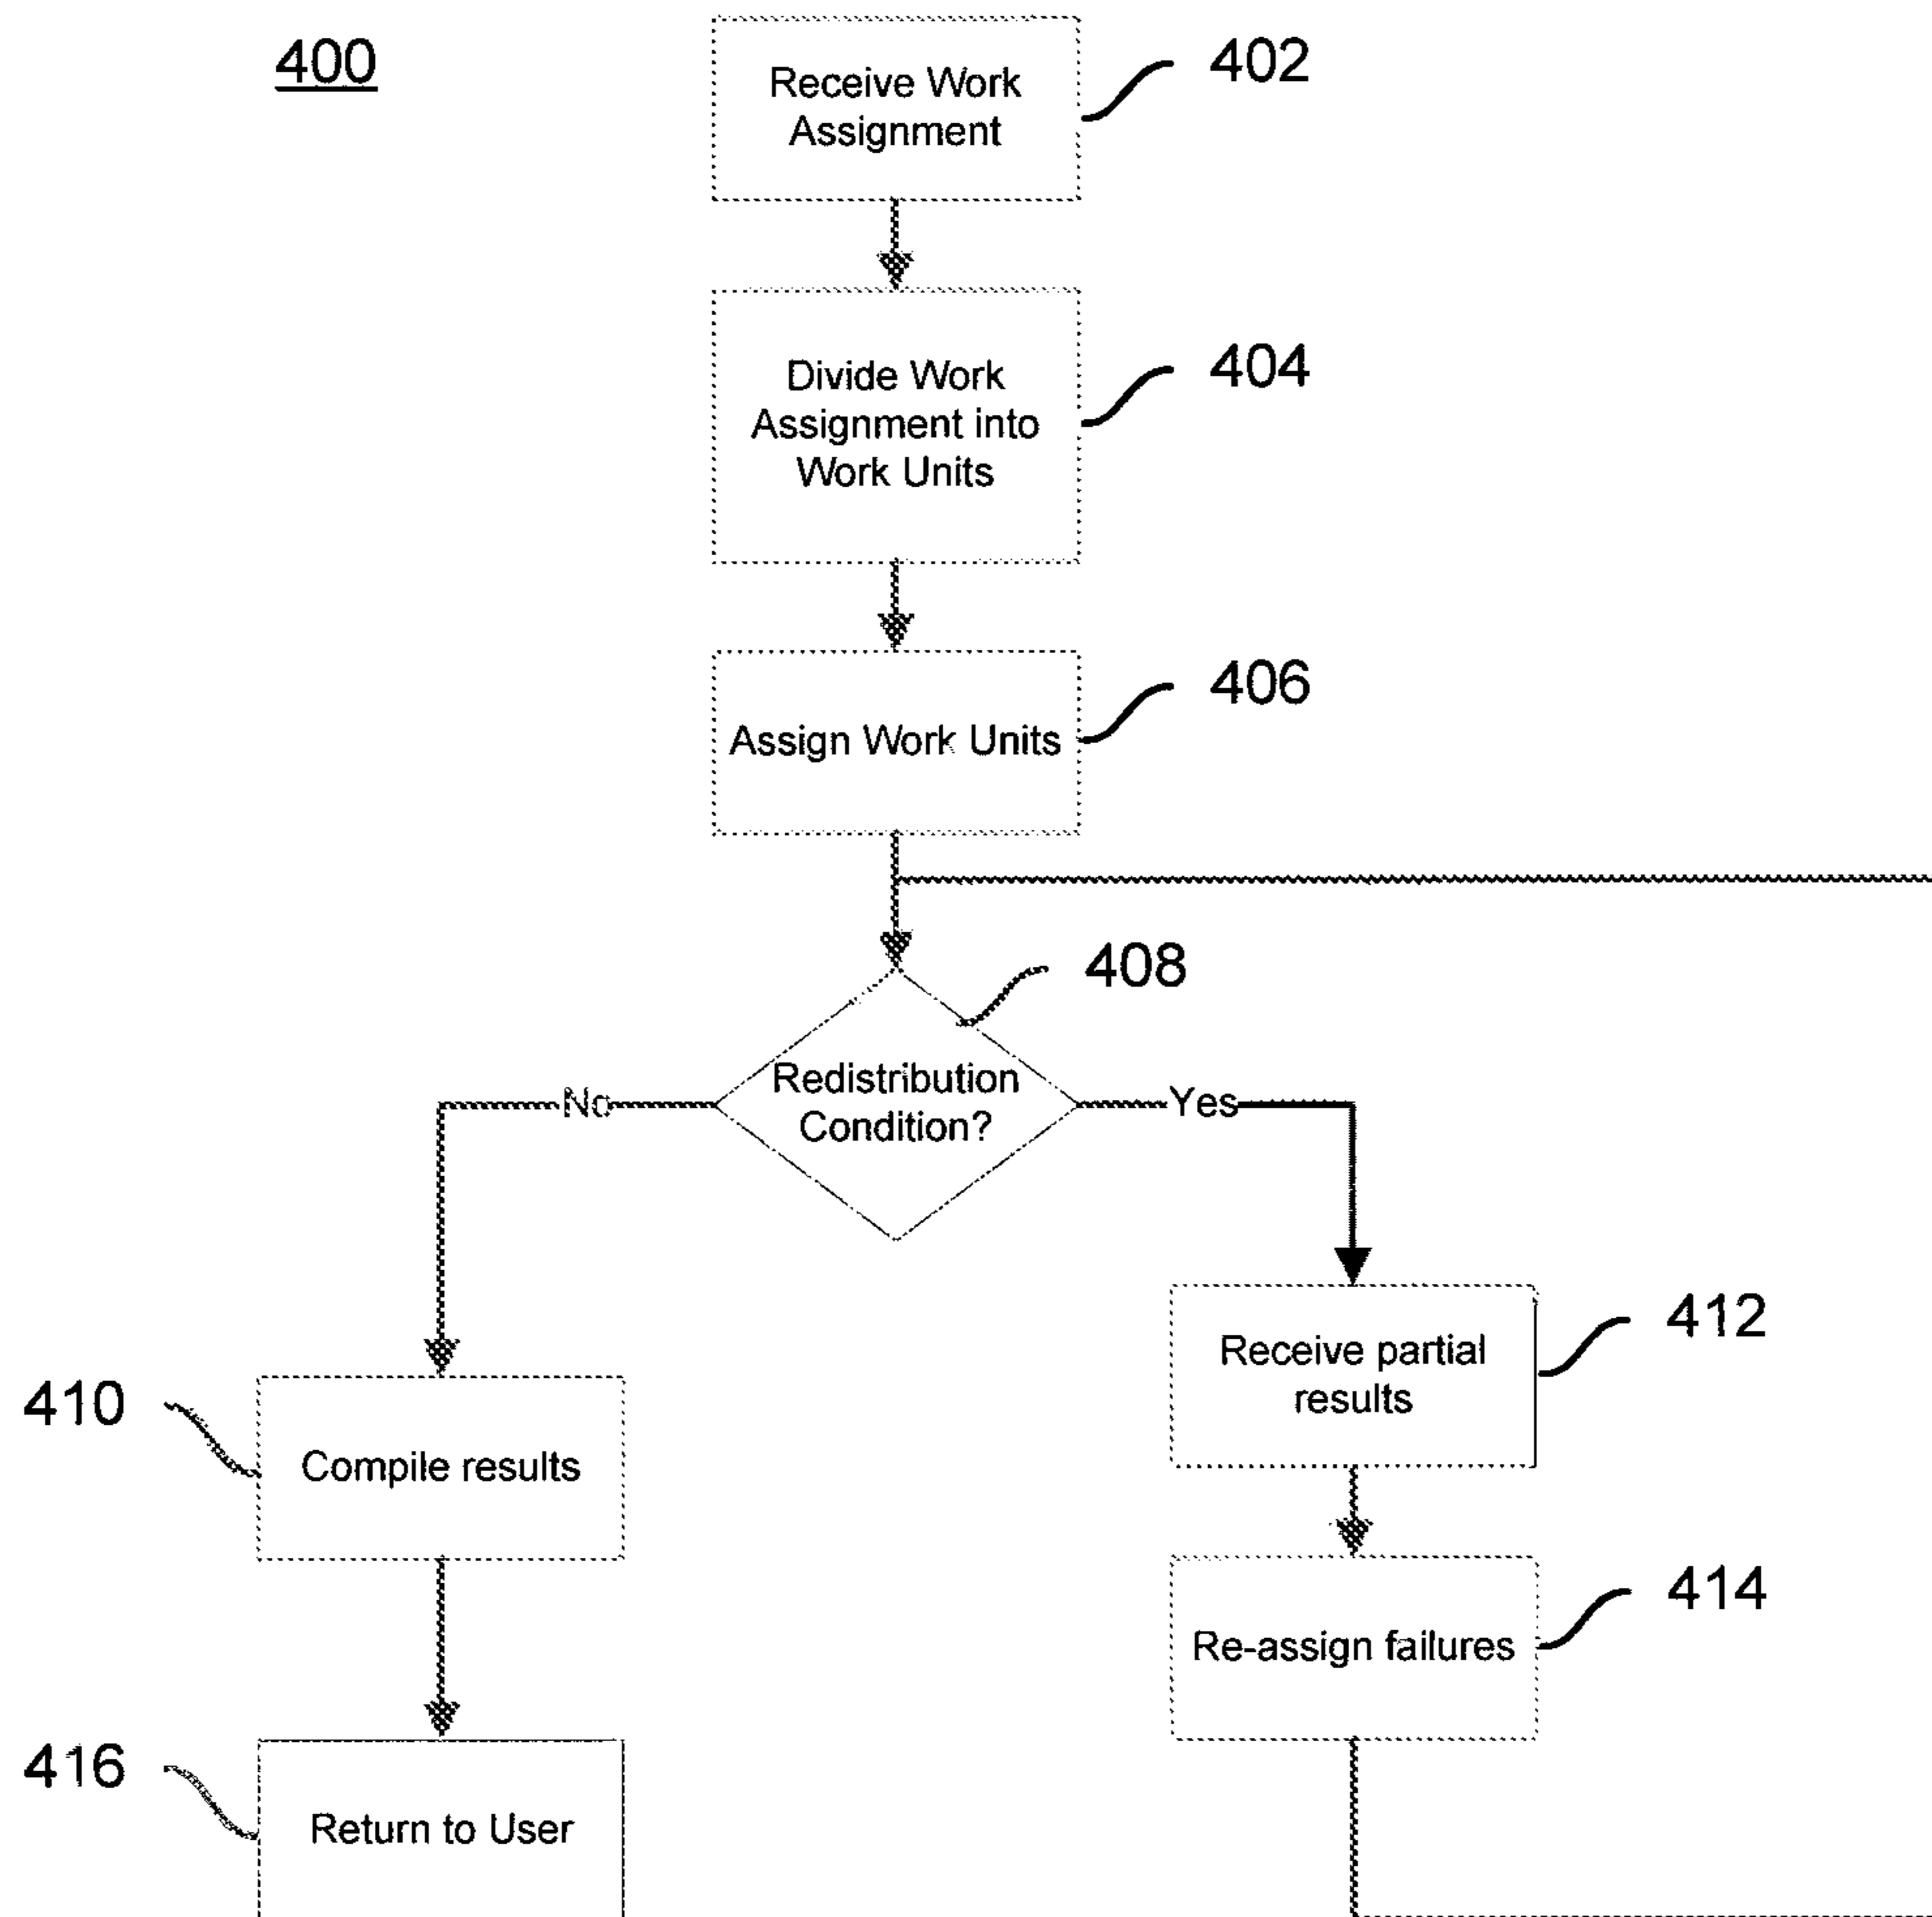 400
Receive Work
Assignment
402
Divide Work
Assignment into
Work Units
404
Assign Work Units
406
408
Redistribution
Condition?
No
Yes
412
Receive partial
results
410
Compile results
414
Re-assign failures
416
Return to User